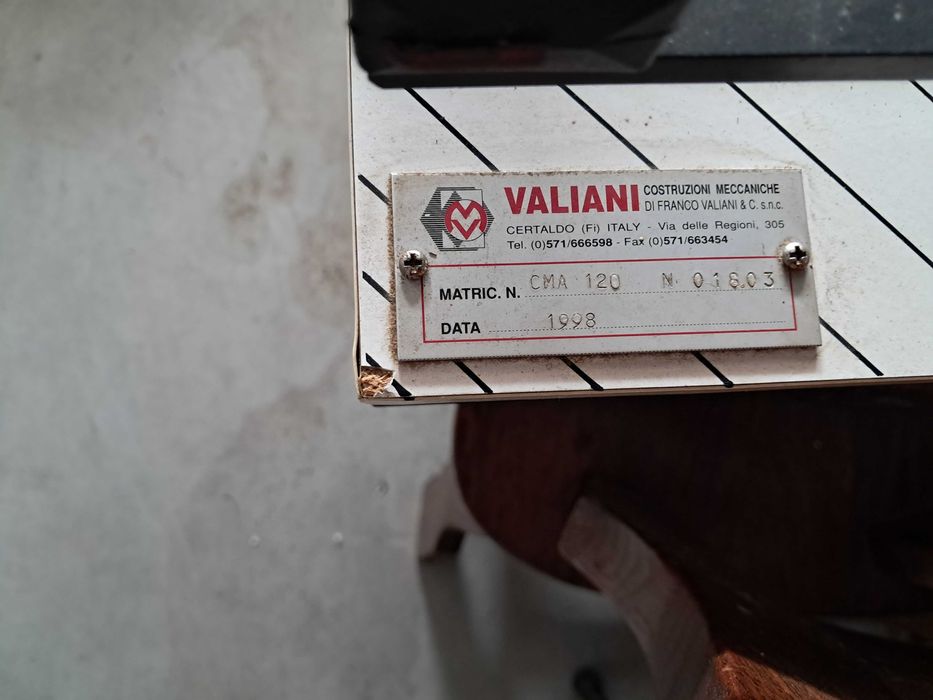 VALIANI COSTRUZIONI MECCANICHE
DI FRANCO VALIANI & C. s.n.c.
CERTALDO (Fi) ITALY - Via delle Regioni, 305
Tel. (0)571/666598 - Fax (0)571/663454
MATRIC. N. CMA 120 N. 01803
DATA 1998